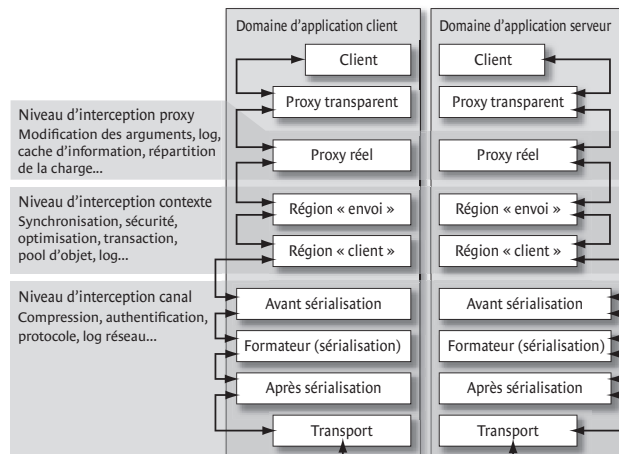 Domaine d'application client
Domaine d'application serveur
Client
Client
Proxy transparent
Proxy transparent
Niveau d'interception proxy
Modification des arguments, log,
cache d'information, répartition
de la charge...
Proxy réel
Proxy réel
Niveau d'interception contexte
Synchronisation, sécurité,
optimisation, transaction,
pool d'objet, log...
Région « envoi »
Région « envoi »
Région « client »
Région « client »
Niveau d'interception canal
Compression, authentification,
protocole, log réseau...
Avant sérialisation
Avant sérialisation
Formateur (sérialisation)
Formateur (sérialisation)
Après sérialisation
Après sérialisation
Transport
Transport